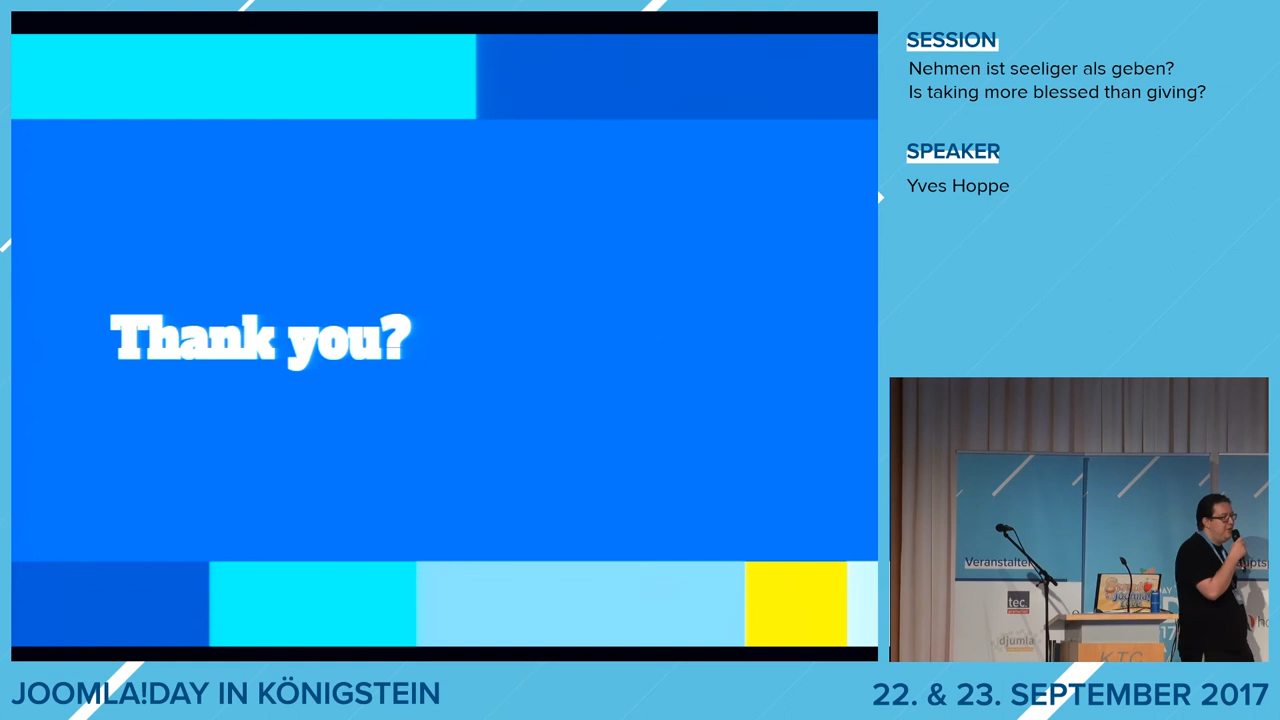 SESSION
Nehmen ist seeliger als geben?
Is taking more blessed than giving?
SPEAKER
Yves Hoppe
Thank you?
Veranstalter
tec.
djumla
KTC
JOOMLA!DAY IN KÖNIGSTEIN
22. & 23. SEPTEMBER 2017